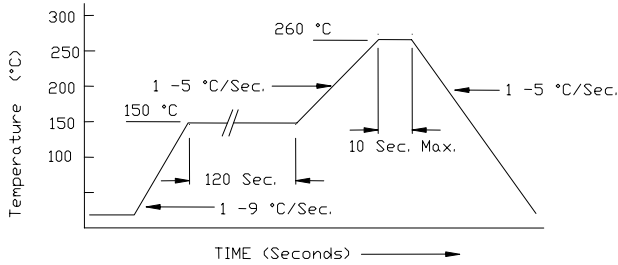 300
260 °C
250
200
1 -5 °C/Sec.
1 -5 °C/Sec.
150 °C
150
10 Sec. Max.
100
120 Sec.
1 -9 °C/Sec.
Temperature (°C)
TIME (Seconds)